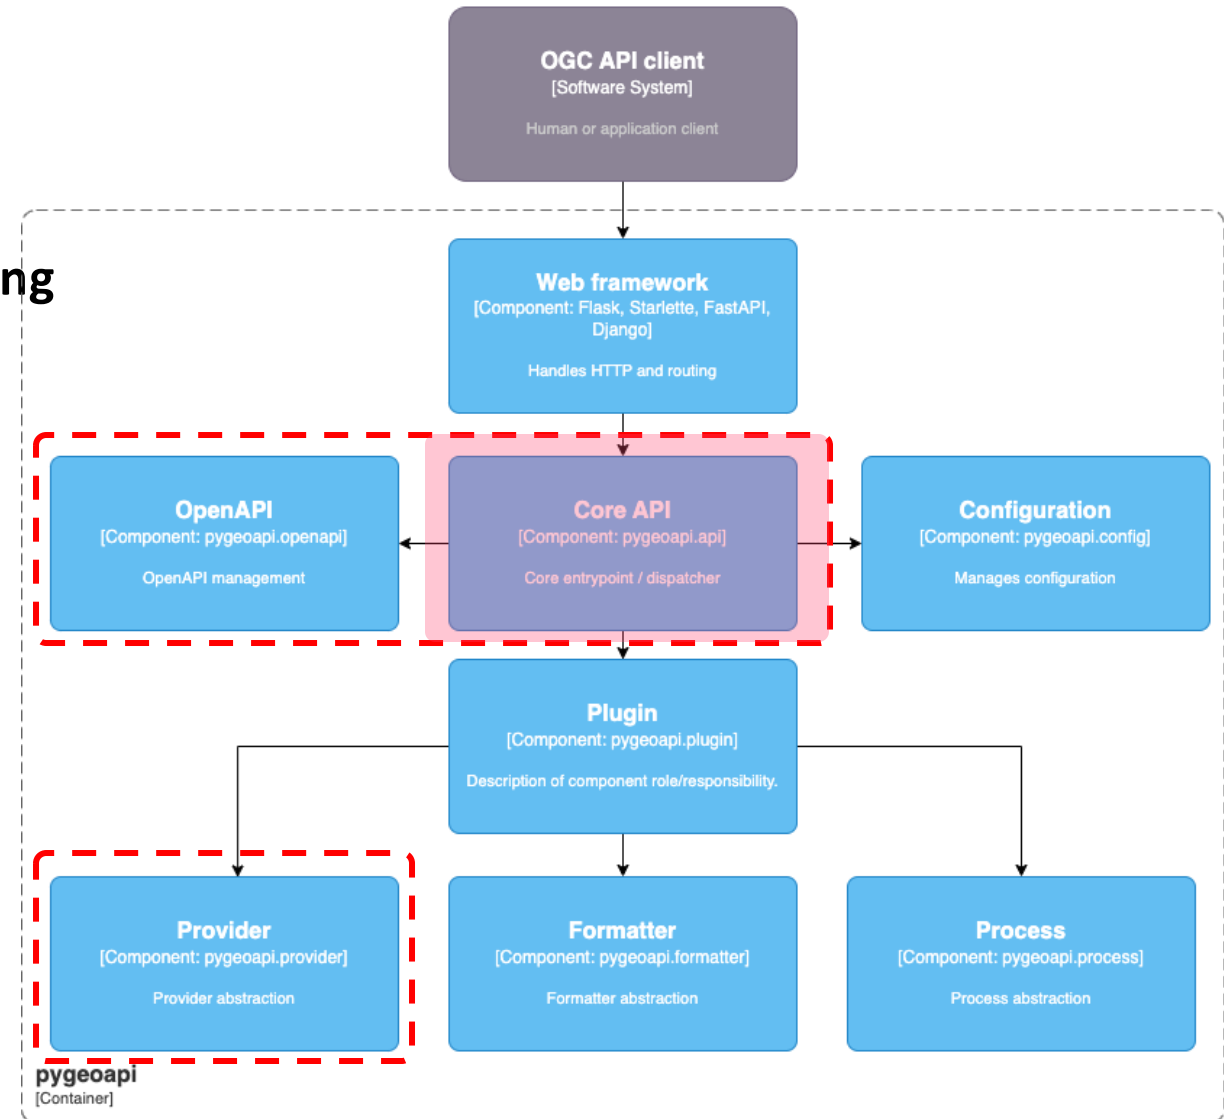 OGC API client
[Software System]
Human or application client
ng
Web framework
[Component: Flask, Starlette, FastAPI,
Django]
Handles HTTP and routing
OpenAPI
[Component: pygeoapi.openapi]
OpenAPI management
Core API
[Component: pygeoapi.api]
Core entrypoint / dispatcher
Configuration
[Component: pygeoapi.config]
Manages configuration
Plugin
[Component: pygeoapi.plugin]
Description of component role/responsibility.
Provider
[Component: pygeoapi.provider]
Provider abstraction
Formatter
[Component: pygeoapi.formatter]
Formatter abstraction
Process
[Component: pygeoapi.process]
Process abstraction
pygeoapi
[Container]